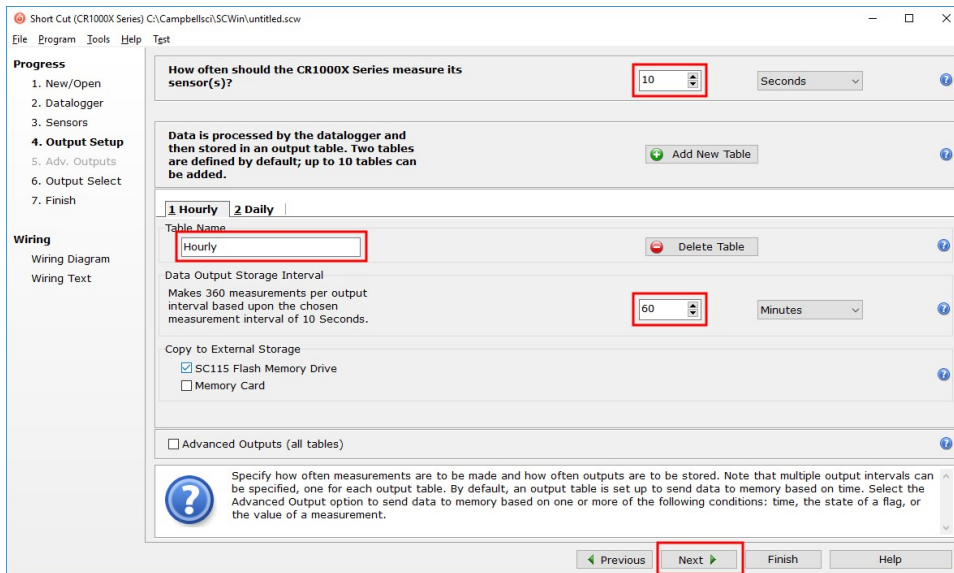 Short Cut (CR1000X Series) C:\Campbellsci\SCWin\untitled.scw
File Program Tools Help Test
Progress
1. New/Open
2. Datalogger
3. Sensors
4. Output Setup
5. Adv. Outputs
6. Output Select
7. Finish
Wiring
Wiring Diagram
Wiring Text
How often should the CR1000X Series measure its
sensor(s)?
10
Seconds
Data is processed by the datalogger and
then stored in an output table. Two tables
are defined by default; up to 10 tables can
be added.
Add New Table
1 Hourly 2 Daily
Table Name
Hourly
Delete Table
Data Output Storage Interval
Makes 360 measurements per output
interval based upon the chosen
measurement interval of 10 Seconds.
60
Minutes
Copy to External Storage
SC115 Flash Memory Drive
Memory Card
Advanced Outputs (all tables)
Specify how often measurements are to be made and how often outputs are to be stored. Note that multiple output intervals can
be specified, one for each output table. By default, an output table is set up to send data to memory based on time. Select the
Advanced Output option to send data to memory based on one or more of the following conditions: time, the state of a flag, or
the value of a measurement.
Previous Next Finish Help